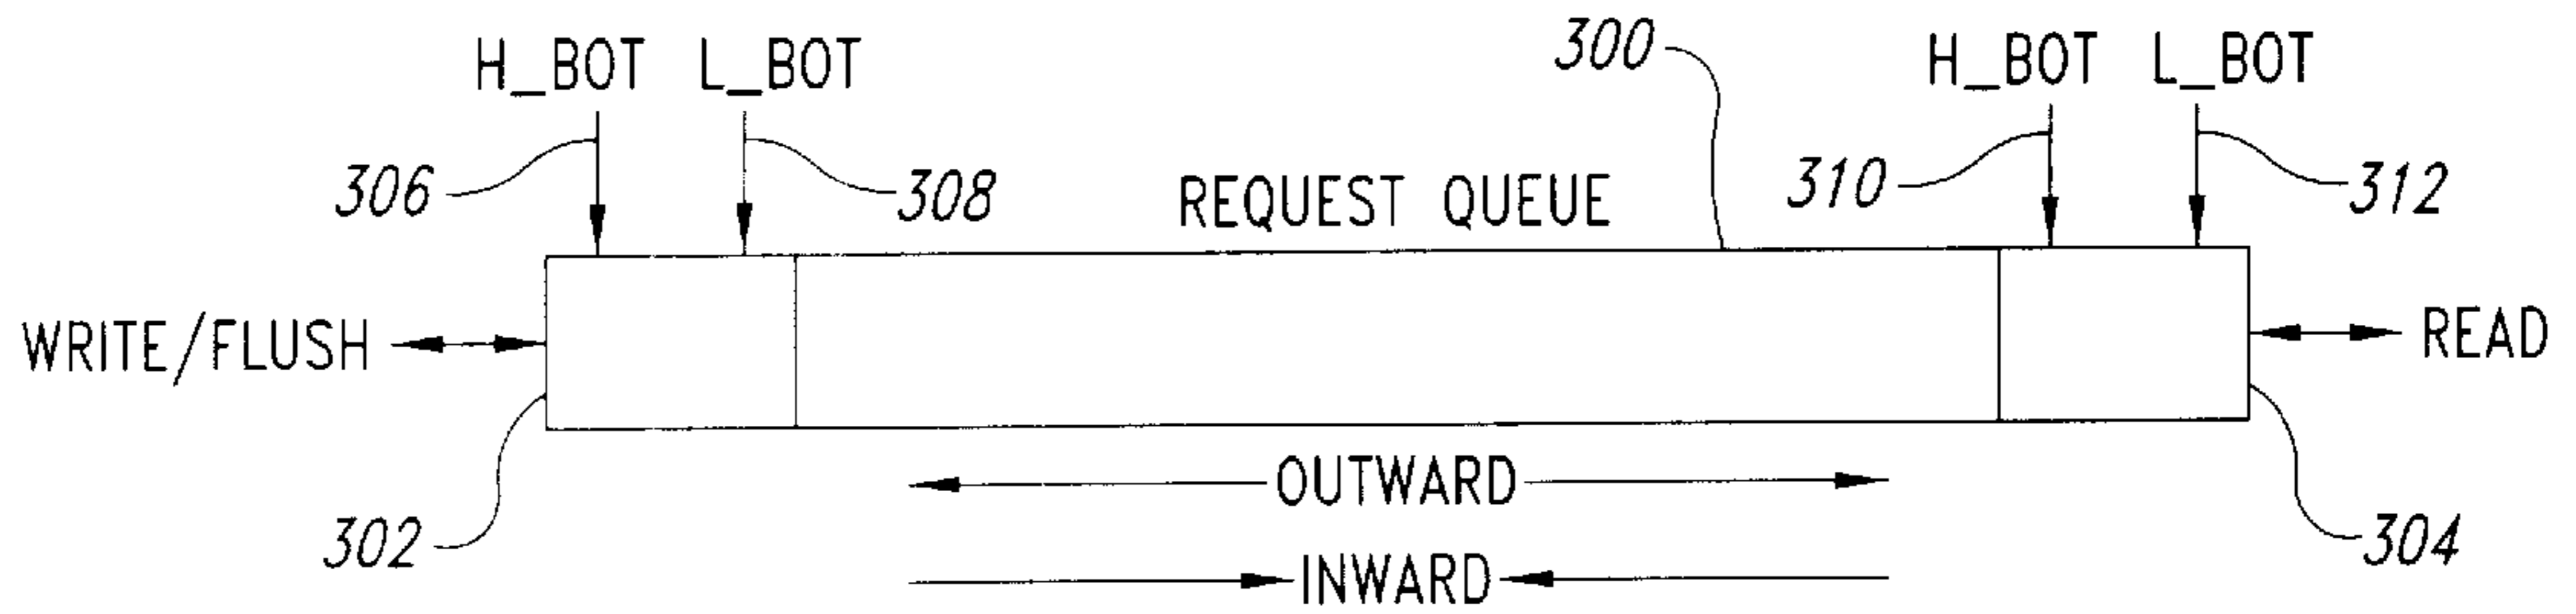 H_BOT L_BOT 300 H_BOT L_BOT
306 308 REQUEST QUEUE 310 312
WRITE/FLUSH READ
OUTWARD
302 304
INWARD